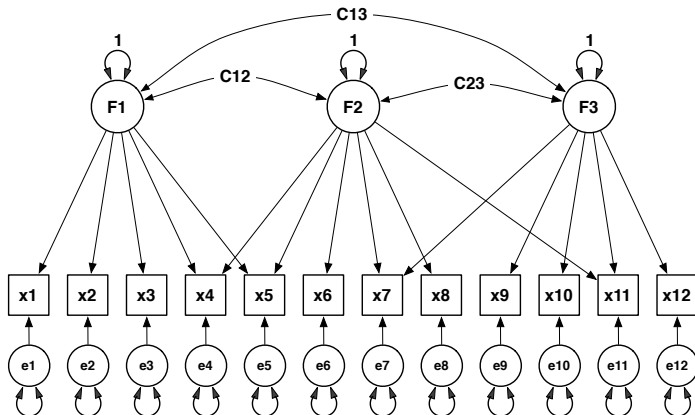 C13
1 1 1
C12 C23
F1 F2 F3
x1 x2 x3 x4 x5 x6 x7 x8 x9 x10 x11 x12
e1 e2 e3 e4 e5 e6 e7 e8 e9 e10 e11 e12